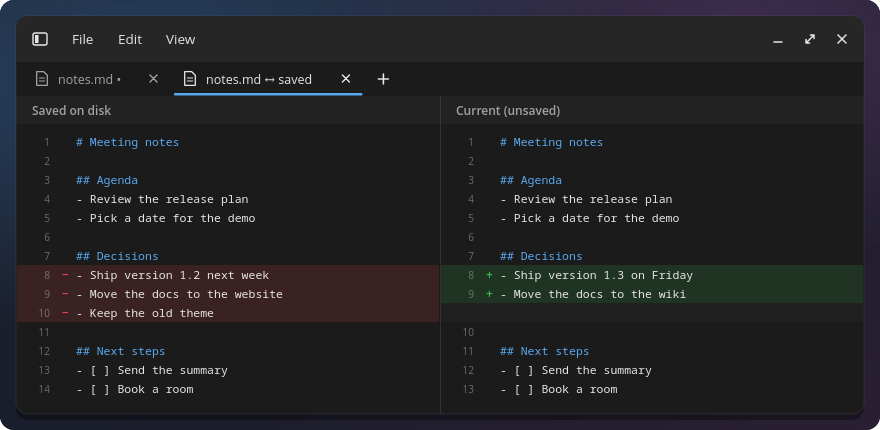 File Edit View
notes.md • notes.md ↔ saved
Saved on disk
1 # Meeting notes
2
3 ## Agenda
4 - Review the release plan
5 - Pick a date for the demo
6
7 ## Decisions
8 − - Ship version 1.2 next week
9 − - Move the docs to the website
10 − - Keep the old theme
11
12 ## Next steps
13 - [ ] Send the summary
14 - [ ] Book a room
Current (unsaved)
1 # Meeting notes
2
3 ## Agenda
4 - Review the release plan
5 - Pick a date for the demo
6
7 ## Decisions
8 + - Ship version 1.3 on Friday
9 + - Move the docs to the wiki
10
11 ## Next steps
12 - [ ] Send the summary
13 - [ ] Book a room